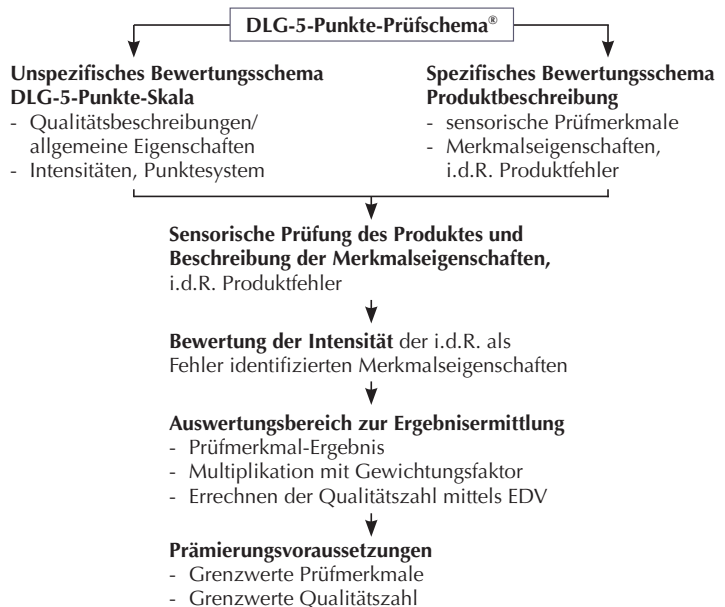 DLG-5-Punkte-Prüfschema®
Unspezifisches Bewertungsschema
DLG-5-Punkte-Skala
- Qualitätsbeschreibungen/
allgemeine Eigenschaften
- Intensitäten, Punktesystem
Spezifisches Bewertungsschema
Produktbeschreibung
- sensorische Prüfmerkmale
- Merkmalseigenschaften,
i.d.R. Produktfehler
Sensorische Prüfung des Produktes und
Beschreibung der Merkmalseigenschaften,
i.d.R. Produktfehler
Bewertung der Intensität der i.d.R. als
Fehler identifizierten Merkmalseigenschaften
Auswertungsbereich zur Ergebnisermittlung
- Prüfmerkmal-Ergebnis
- Multiplikation mit Gewichtungsfaktor
- Errechnen der Qualitätszahl mittels EDV
Prämierungsvoraussetzungen
- Grenzwerte Prüfmerkmale
- Grenzwerte Qualitätszahl